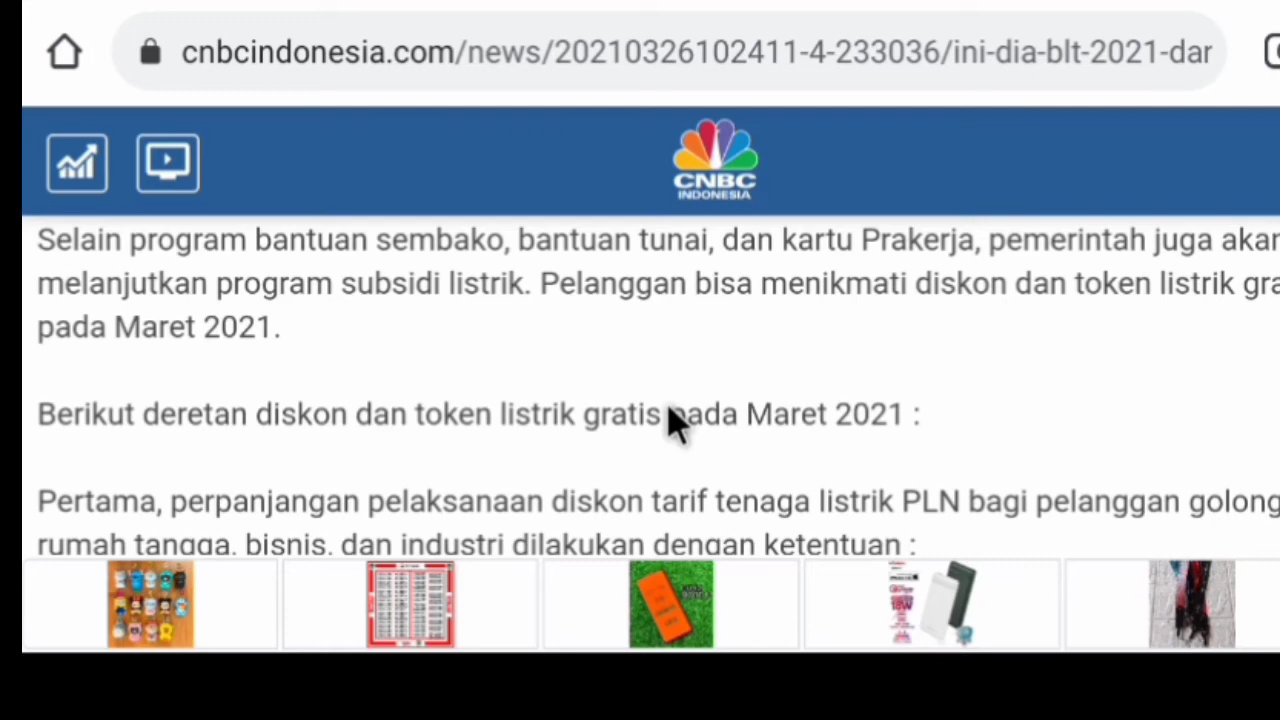 cnbcindonesia.com/news/20210326102411-4-233036/ini-dia-blt-2021-dar
CNBC
INDONESIA
Selain program bantuan sembako, bantuan tunai, dan kartu Prakerja, pemerintah juga akan
melanjutkan program subsidi listrik. Pelanggan bisa menikmati diskon dan token listrik gra
pada Maret 2021.
Berikut deretan diskon dan token listrik gratis pada Maret 2021 :
Pertama, perpanjangan pelaksanaan diskon tarif tenaga listrik PLN bagi pelanggan golong
rumah tangga, bisnis, dan industri dilakukan dengan ketentuan :
18W